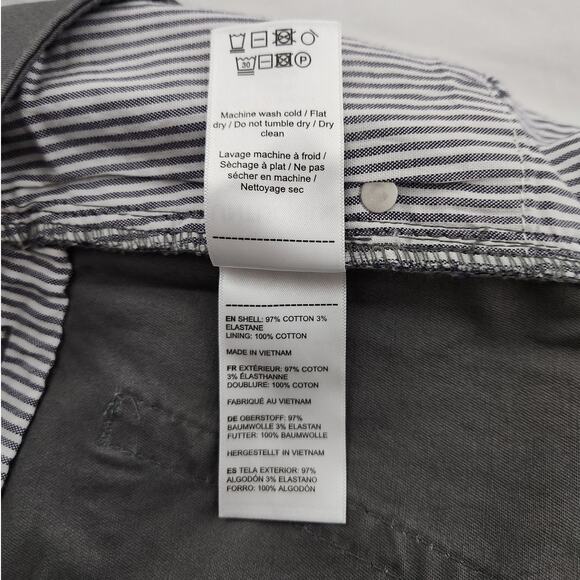 30 P
Machine wash cold / Flat
dry / Do not tumble dry / Dry
clean
Lavage machine à froid /
Sèchage à plat / Ne pas
sécher en machine /
Nettoyage sec
EN SHELL: 97% COTTON 3%
ELASTANE
LINING: 100% COTTON
MADE IN VIETNAM
FR EXTÉRIEUR: 97% COTON
3% ÉLASTHANNE
DOUBLURE: 100% COTON
FABRIQUÉ AU VIETNAM
DE OBERSTOFF: 97%
BAUMWOLLE 3% ELASTAN
FUTTER: 100% BAUMWOLLE
HERGESTELLT IN VIETNAM
ES TELA EXTERIOR: 97%
ALGODÓN 3% ELASTANO
FORRO: 100% ALGODÓN